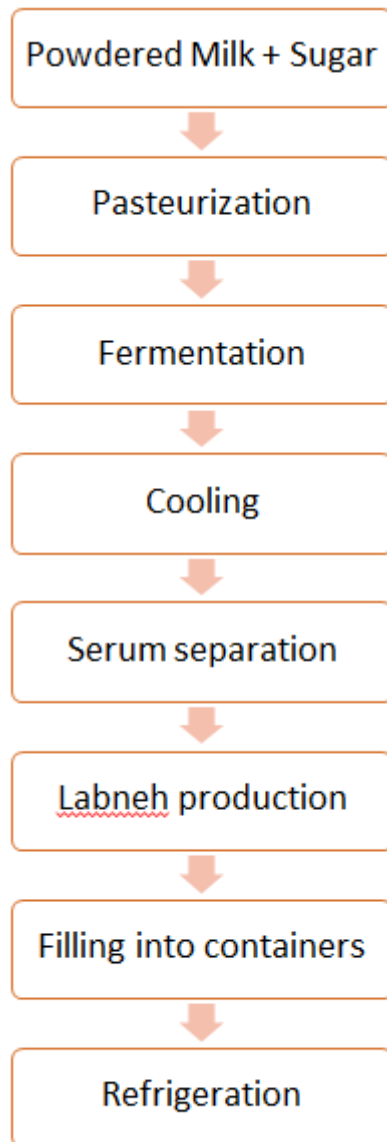 Powdered Milk + Sugar
Pasteurization
Fermentation
Cooling
Serum separation
Labneh production
Filling into containers
Refrigeration